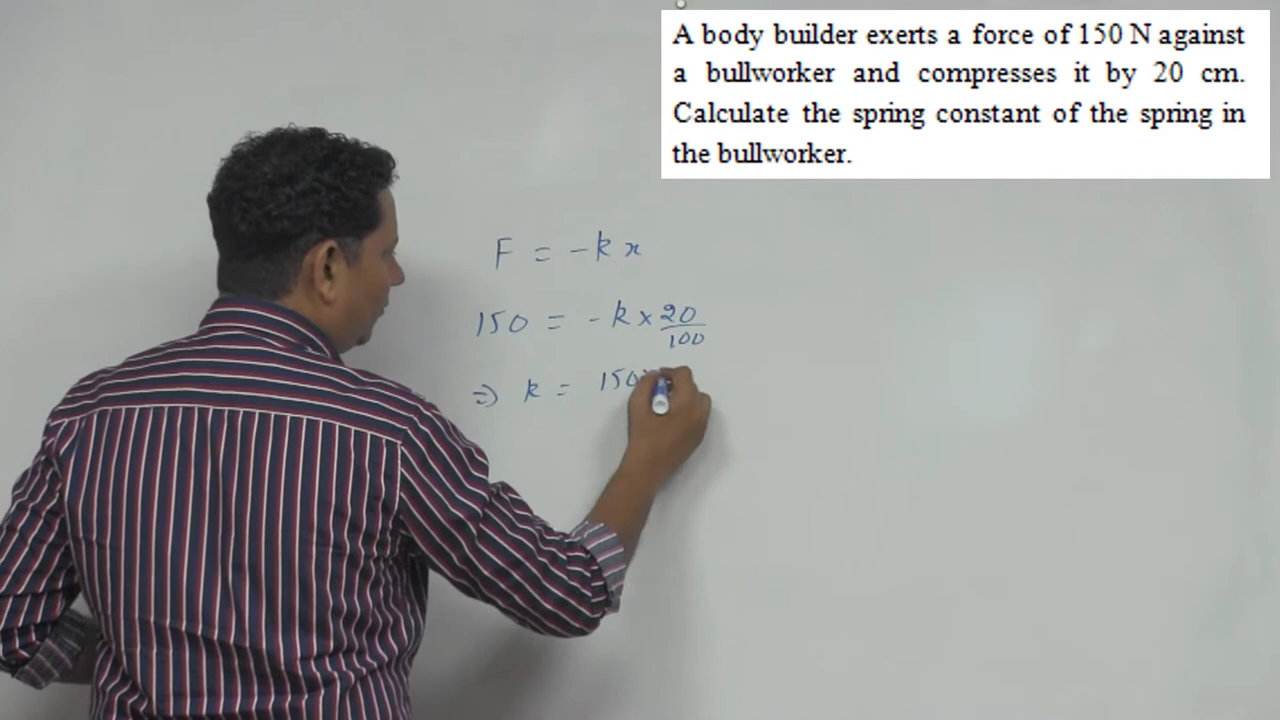 A body builder exerts a force of 150 N against
a bullworker and compresses it by 20 cm.
Calculate the spring constant of the spring in
the bullworker.
F = -kx
150 = -k × 20/100
⇒ k = 150